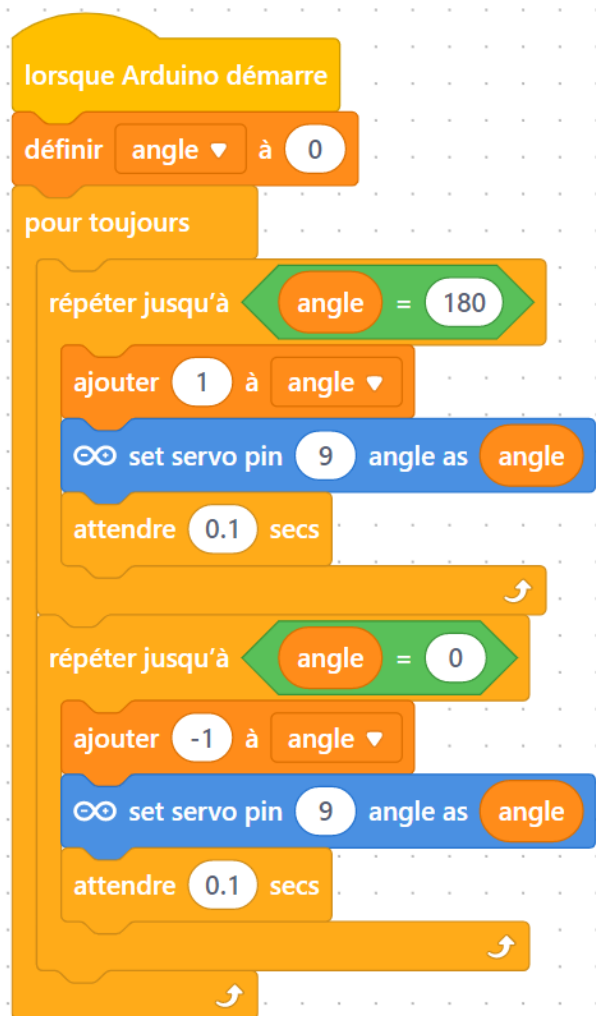 lorsque Arduino démarre
définir angle à 0
pour toujours
répéter jusqu'à angle = 180
ajouter 1 à angle
set servo pin 9 angle as angle
attendre 0.1 secs
répéter jusqu'à angle = 0
ajouter -1 à angle
set servo pin 9 angle as angle
attendre 0.1 secs